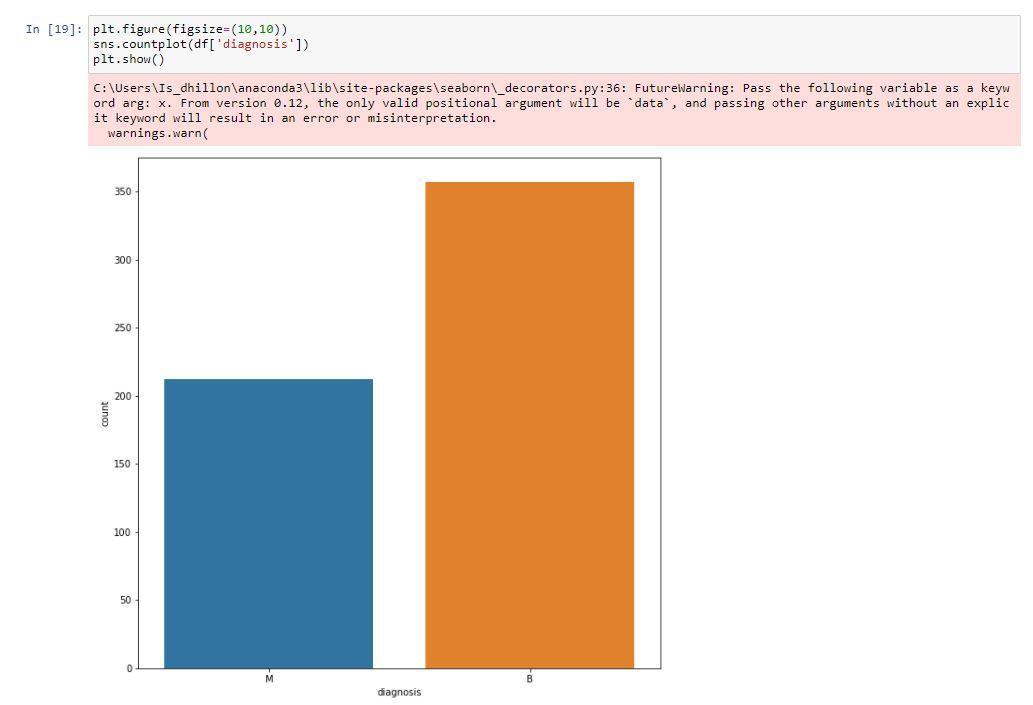 In [19]: plt.figure(figsize=(10,10))
sns.countplot(df['diagnosis'])
plt.show()
C:\Users\Is_dhillon\anaconda3\lib\site-packages\seaborn\_decorators.py:36: FutureWarning: Pass the following variable as a keyw
ord arg: x. From version 0.12, the only valid positional argument will be `data`, and passing other arguments without an explic
it keyword will result in an error or misinterpretation.
  warnings.warn(
350
300
250
200
count
150
100
50
0
M B
diagnosis